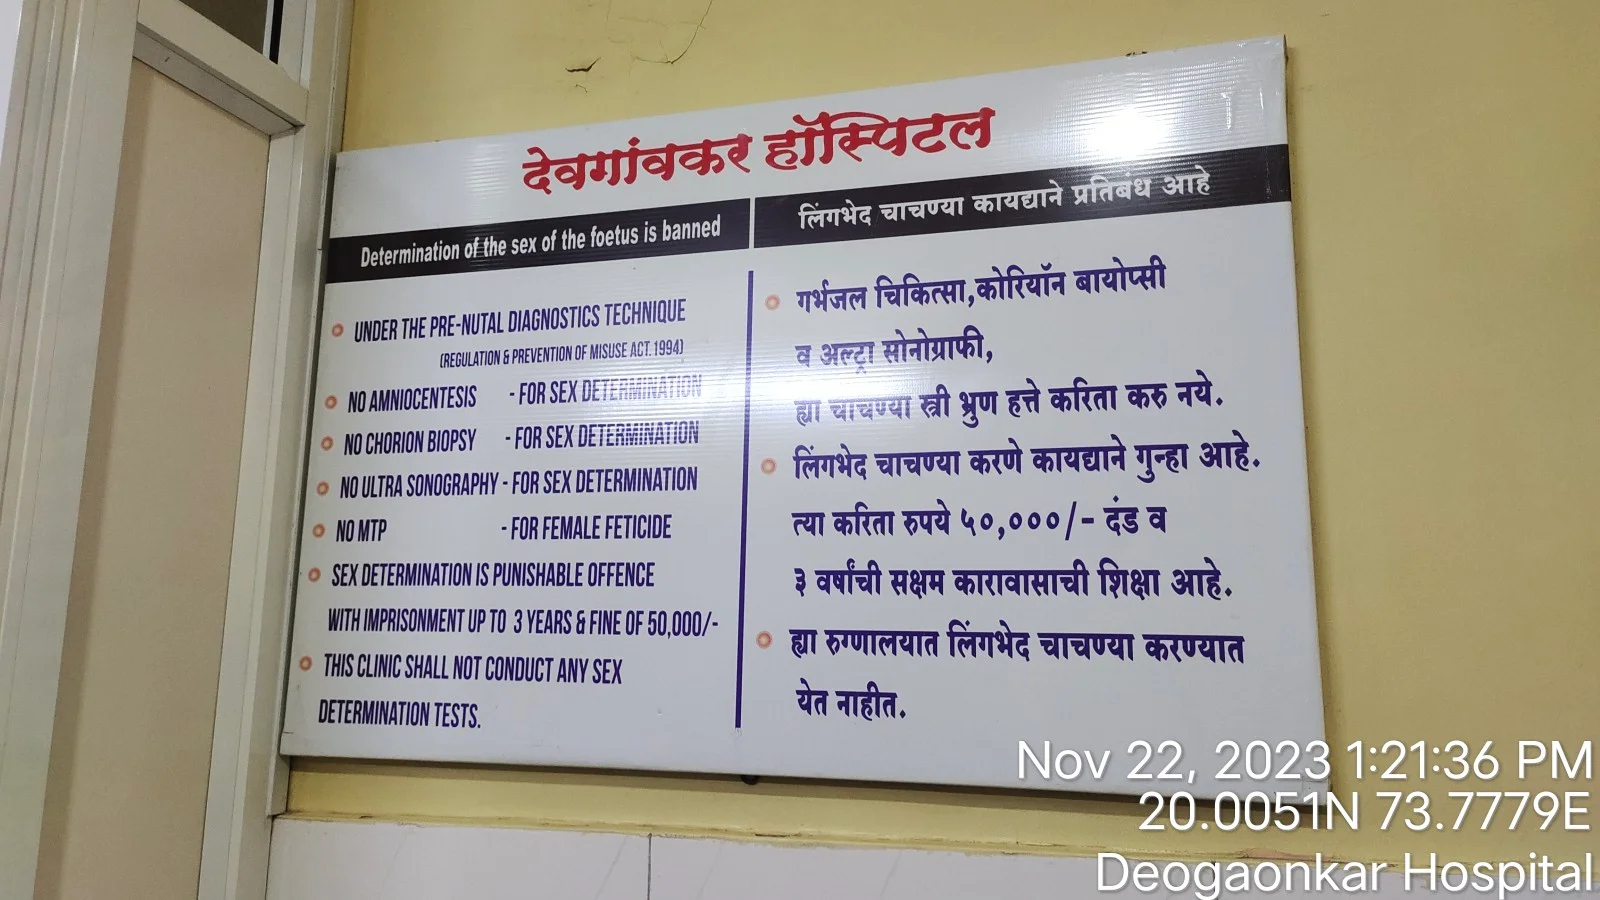 देवगांवकर हॉस्पिटल
Determination of the sex of the foetus is banned
UNDER THE PRE-NUTAL DIAGNOSTICS TECHNIQUE
(REGULATION & PREVENTION OF MISUSE ACT.1994)
NO AMNIOCENTESIS - FOR SEX DETERMINATION
NO CHORION BIOPSY - FOR SEX DETERMINATION
NO ULTRA SONOGRAPHY - FOR SEX DETERMINATION
NO MTP - FOR FEMALE FETICIDE
SEX DETERMINATION IS PUNISHABLE OFFENCE
WITH IMPRISONMENT UP TO 3 YEARS & FINE OF 50,000/-
THIS CLINIC SHALL NOT CONDUCT ANY SEX
DETERMINATION TESTS.
लिंगभेद चाचण्या कायद्याने प्रतिबंध आहे
गर्भजल चिकित्सा,कोरियॉन बायोप्सी
व अल्ट्रा सोनोग्राफी,
ह्या चाचण्या स्त्री भ्रुण हत्ते करिता करु नये.
लिंगभेद चाचण्या करणे कायद्याने गुन्हा आहे.
त्या करिता रुपये ५०,०००/- दंड व
३ वर्षांची सक्षम कारावासाची शिक्षा आहे.
ह्या रुग्णालयात लिंगभेद चाचण्या करण्यात
येत नाहीत.
Nov 22, 2023 1:21:36 PM
20.0051N 73.7779E
Deogaonkar Hospital